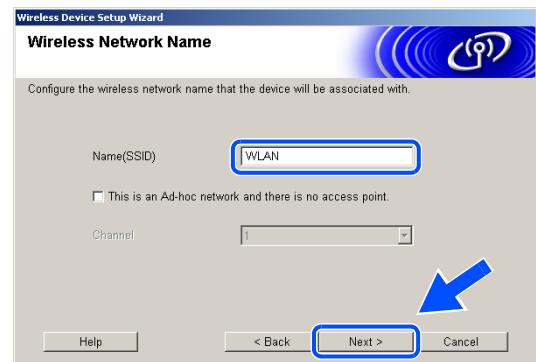 Wireless Device Setup Wizard
Wireless Network Name
Configure the wireless network name that the device will be associated with.
Name(SSID)
WLAN
This is an Ad-hoc network and there is no access point.
Channel
1
Help
< Back
Next >
Cancel